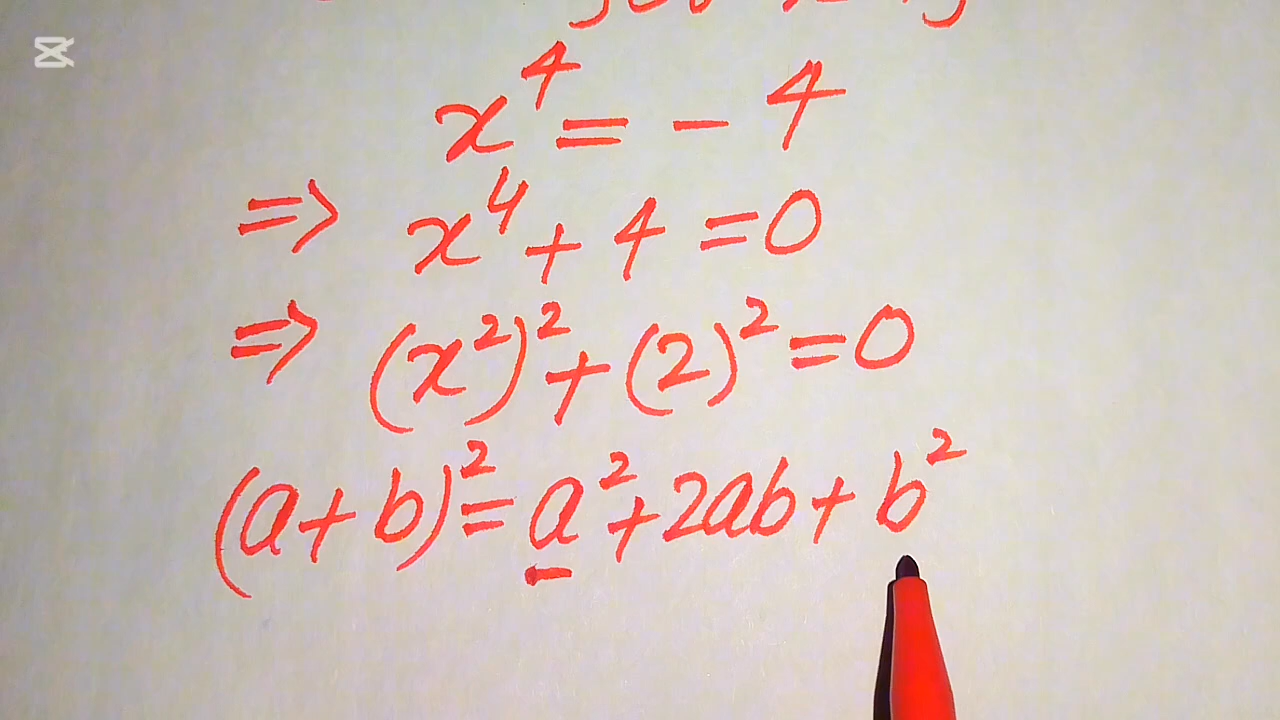 x⁴ = - 4
=> x⁴ + 4 = 0
=> (x²)² + (2)² = 0
(a+b)² = a² + 2ab + b²